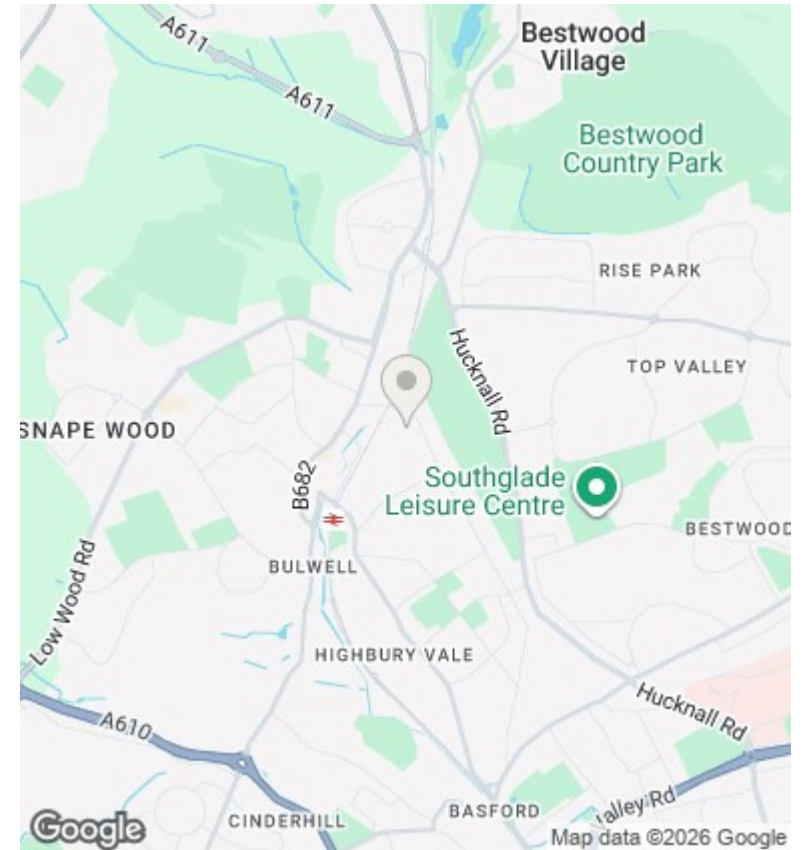 A611
A611
Bestwood
Village
Bestwood
Country Park
RISE PARK
Hucknall Rd
TOP VALLEY
SNAPE WOOD
B682
Southglade
Leisure Centre
BESTWOOD
BULWELL
Low Wood Rd
HIGHBURY VALE
Hucknall Rd
A610
CINDERHILL
BASFORD
Valley Rd
Google
Map data ©2026 Google